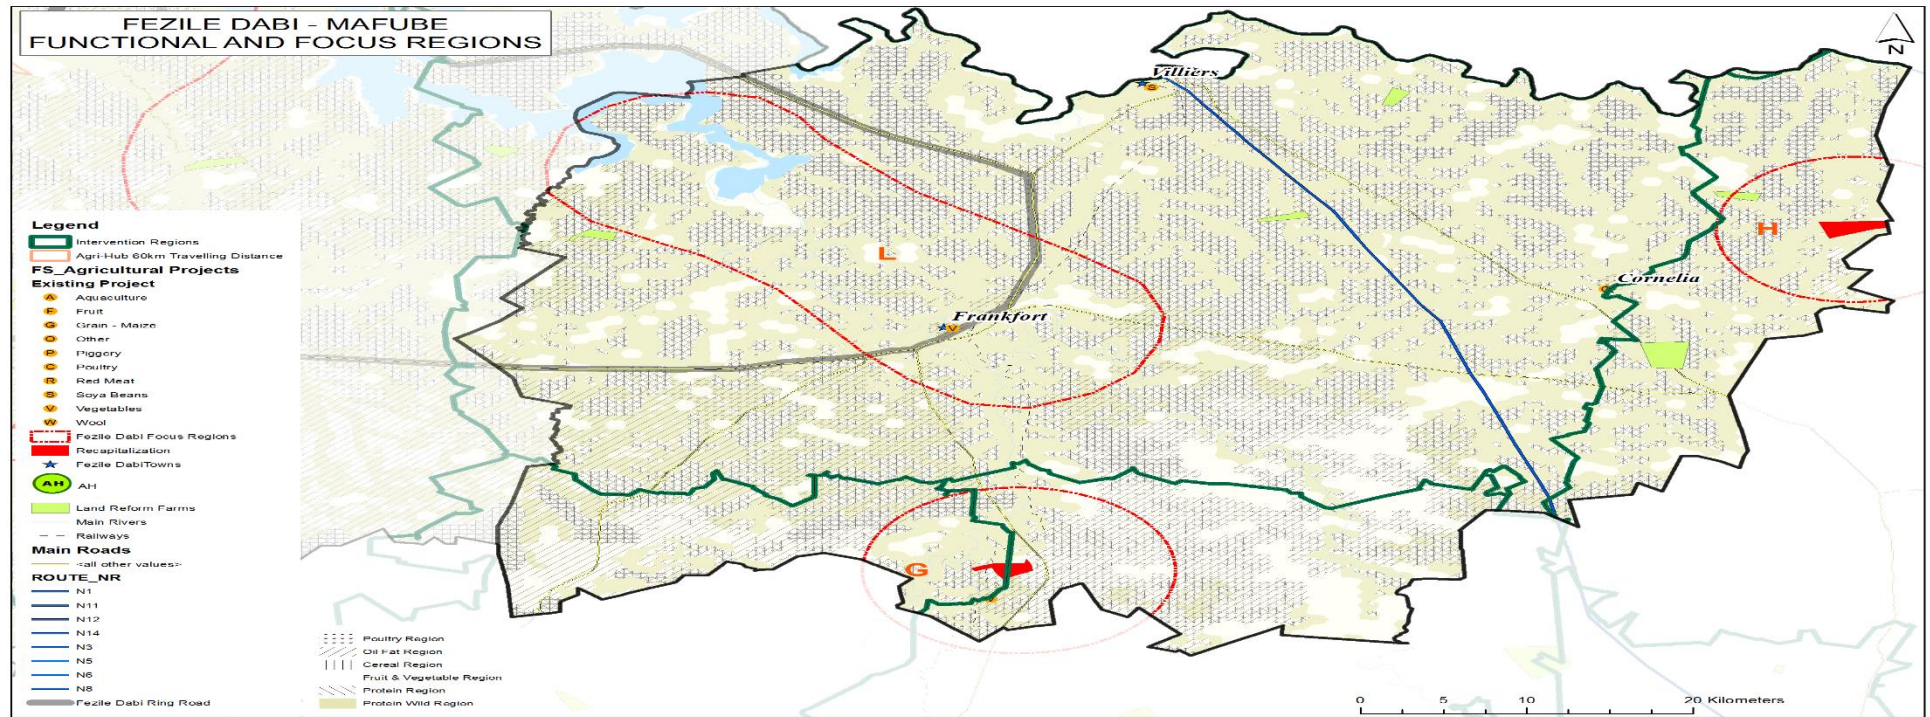 FEZILE DABI - MAFUBE
FUNCTIONAL AND FOCUS REGIONS
N
Villiers
H
L
Cornelia
Frankfort
G
Legend
Intervention Regions
Agri-Hub 60km Travelling Distance
FS_Agricultural Projects
Existing Project
A Aquaculture
F Fruit
G Grain - Maize
O Other
P Piggery
C Poultry
R Red Meat
S Soya Beans
V Vegetables
W Wool
Fezile Dabi Focus Regions
Recapitalization
Fezile DabiTowns
AH AH
Land Reform Farms
Main Rivers
Railways
Main Roads
<all other values>
ROUTE_NR
N1
N11
N12
N14
N3
N5
N6
N8
Fezile Dabi Ring Road
Poultry Region
Oil Fat Region
Cereal Region
Fruit & Vegetable Region
Protein Region
Protein Wild Region
0 5 10 20 Kilometers
S
V